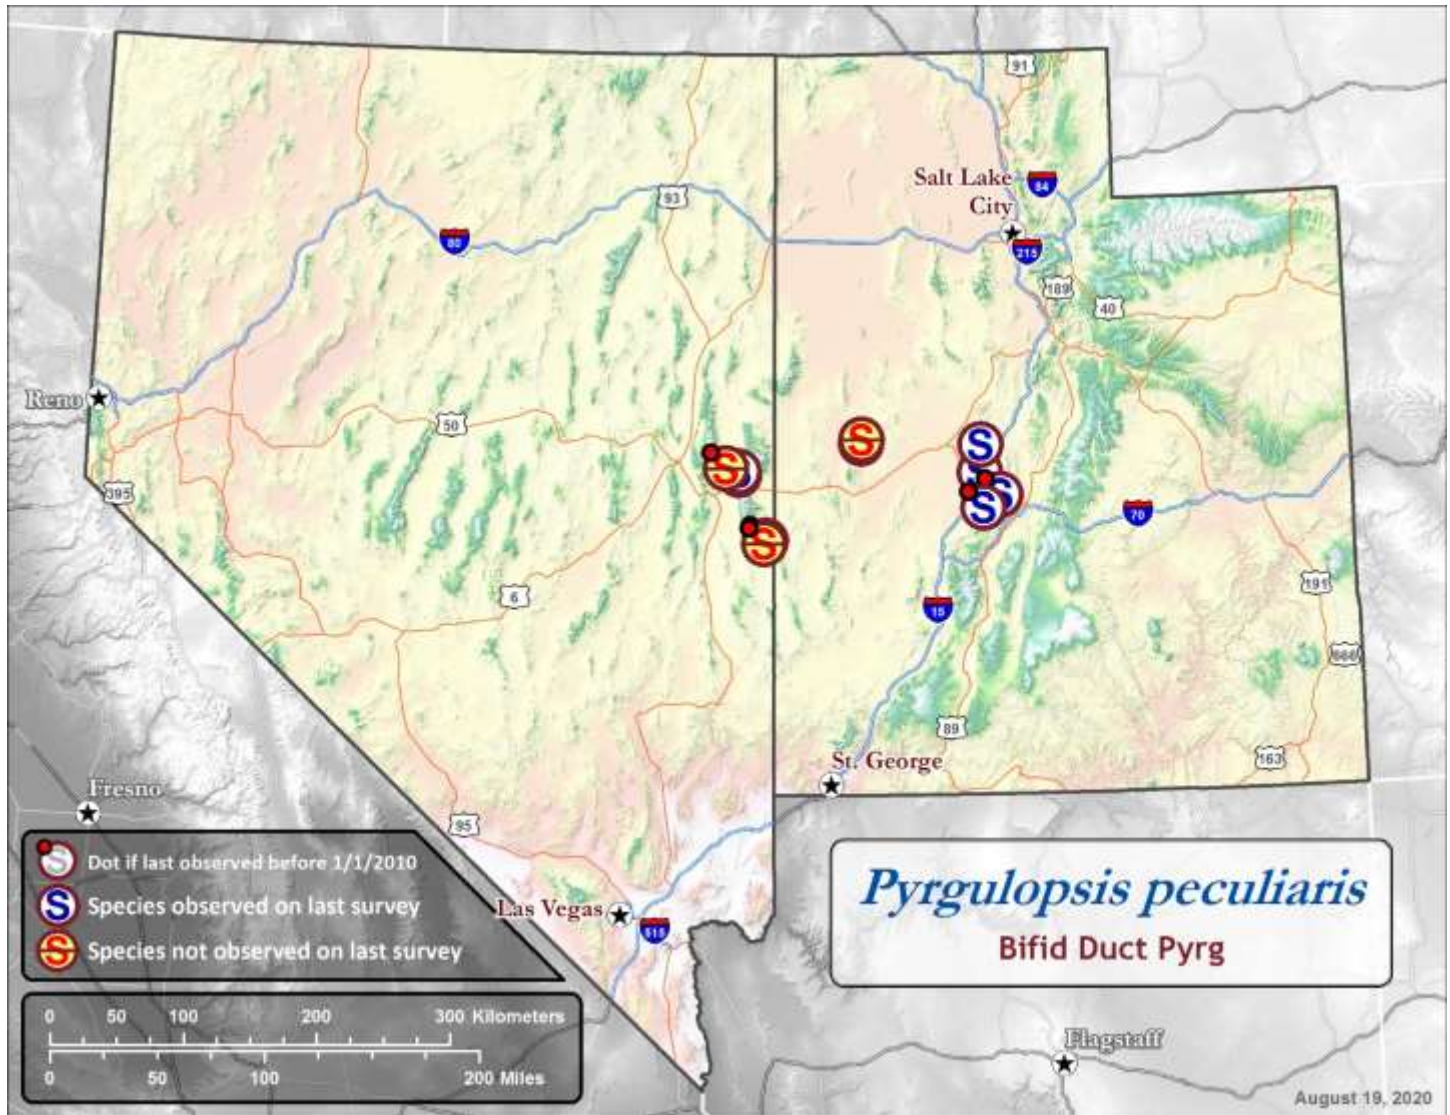 91
Salt Lake
City
84
93
80
215
189
40
Reno
50
S
S
S
S
395
S
S
70
6
191
15
666
89
163
St. George
Fresno
95
Las Vegas
515
S Dot if last observed before 1/1/2010
S Species observed on last survey
S Species not observed on last survey
Pyrgulopsis peculiaris
Bifid Duct Pyrg
0 50 100 200 300 Kilometers
0 50 100 200 Miles
Flagstaff
August 19, 2020